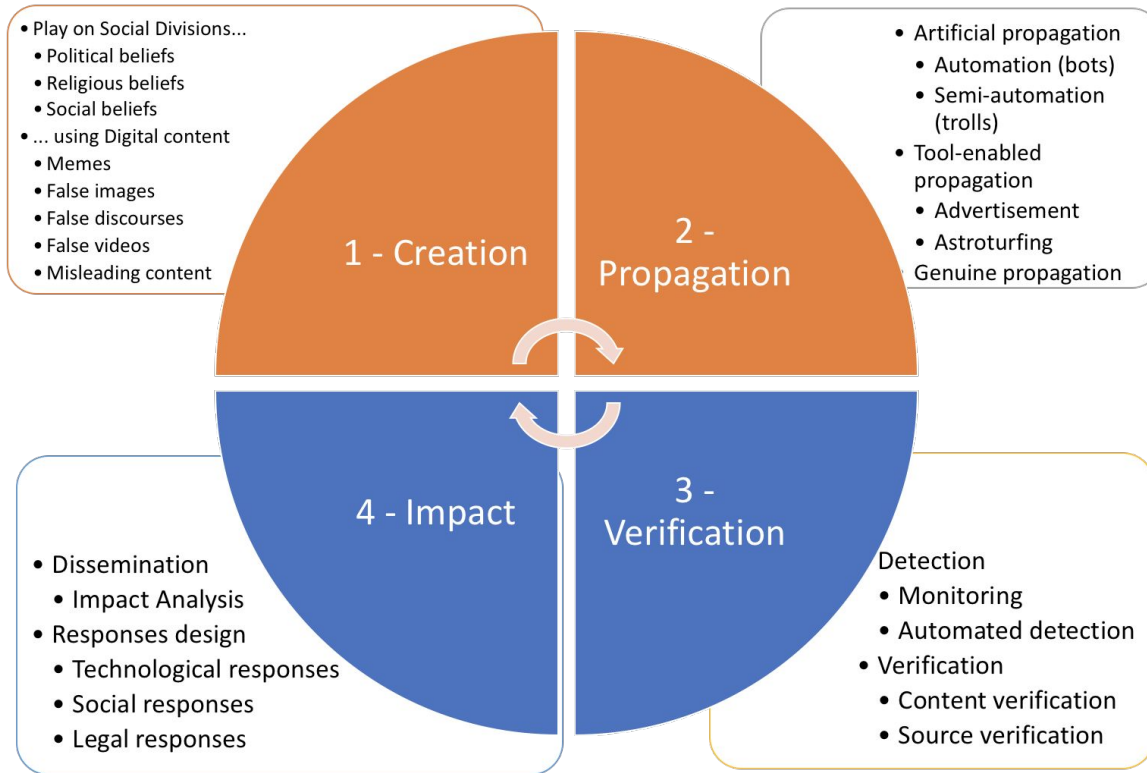 • Play on Social Divisions...
• Political beliefs
• Religious beliefs
• Social beliefs
• ... using Digital content
• Memes
• False images
• False discourses
• False videos
• Misleading content
1 - Creation
2 -
Propagation
• Artificial propagation
• Automation (bots)
• Semi-automation
(trolls)
• Tool-enabled
propagation
• Advertisement
• Astroturfing
• Genuine propagation
4 - Impact
• Dissemination
• Impact Analysis
• Responses design
• Technological responses
• Social responses
• Legal responses
3 -
Verification
Detection
• Monitoring
• Automated detection
• Verification
• Content verification
• Source verification